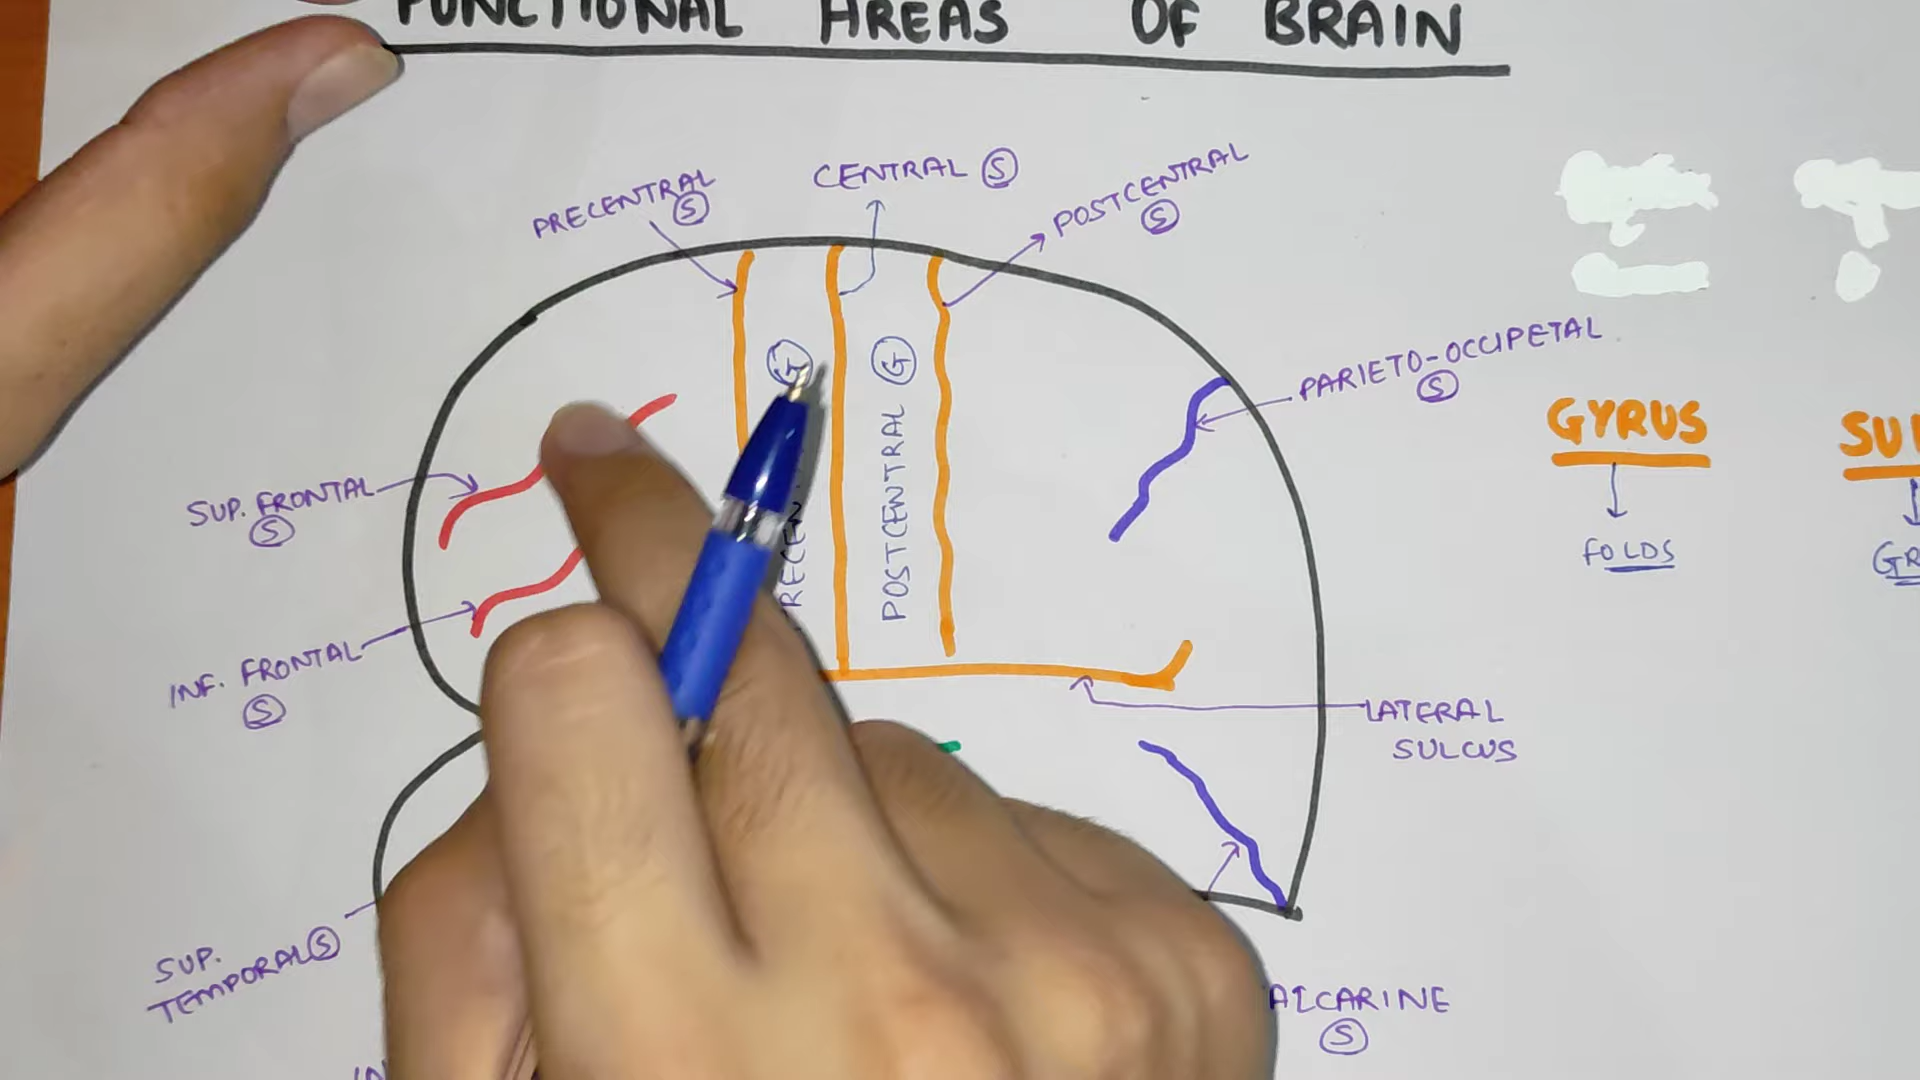 FUNCTIONAL AREAS OF BRAIN
PRECENTRAL
S
CENTRAL S
POSTCENTRAL
S
G
POSTCENTRAL G
PARIETO-OCCIPETAL
S
SUP. FRONTAL
S
INF. FRONTAL
S
GYRUS
FOLDS
LATERAL
SULCUS
SUP.
TEMPORAL S
S